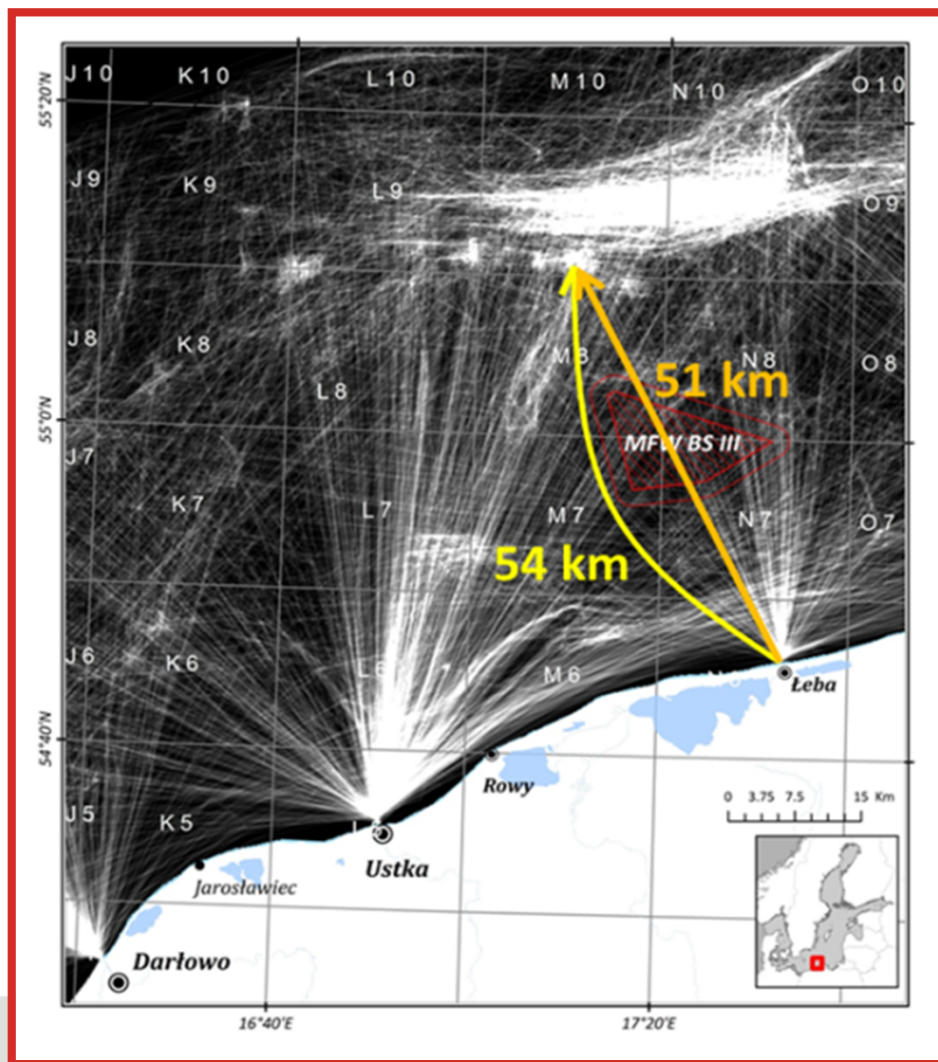 J10 K10 L10 M10 N10 O10
55°20'N
J9 K9 L9 O9
J8 K8 L8 M8 N8 O8
51 km
55°0'N
MFW BS III
J7 K7 L7 M7 N7 O7
54 km
J6 K6 L6 M6
Łeba
54°40'N
Rowy
0 3.75 7.5 15 Km
J5 K5
Ustka
Jarosławiec
Darłowo
16°40'E 17°20'E